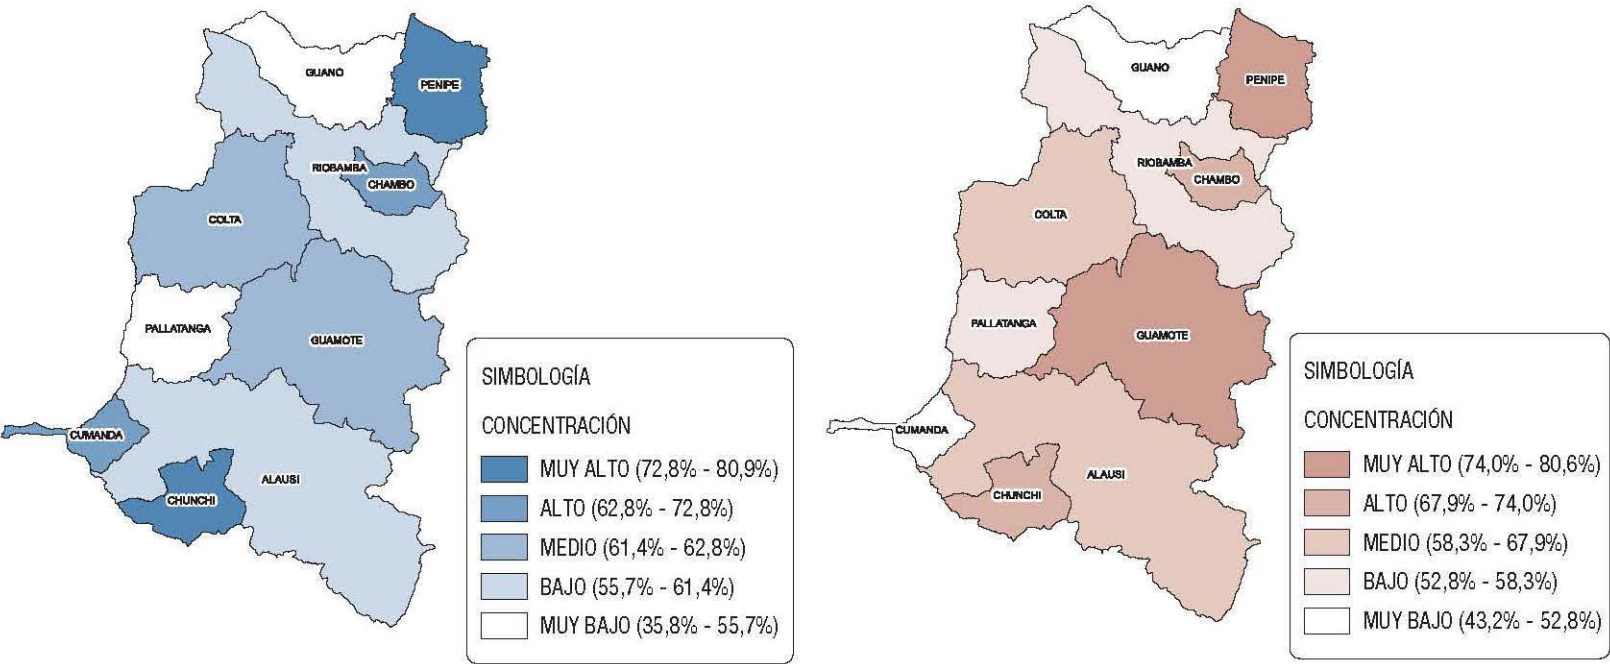 GUANO
PENIPE
RIOBAMBA
CHAMBO
COLTA
PALLATANGA
GUAMOTE
CUMANDA
CHUNCHI
ALAUSI
SIMBOLOGÍA
CONCENTRACIÓN
MUY ALTO (72,8% - 80,9%)
ALTO (62,8% - 72,8%)
MEDIO (61,4% - 62,8%)
BAJO (55,7% - 61,4%)
MUY BAJO (35,8% - 55,7%)
GUANO
PENIPE
RIOBAMBA
CHAMBO
COLTA
PALLATANGA
GUAMOTE
CUMANDA
CHUNCHI
ALAUSI
SIMBOLOGÍA
CONCENTRACIÓN
MUY ALTO (74,0% - 80,6%)
ALTO (67,9% - 74,0%)
MEDIO (58,3% - 67,9%)
BAJO (52,8% - 58,3%)
MUY BAJO (43,2% - 52,8%)